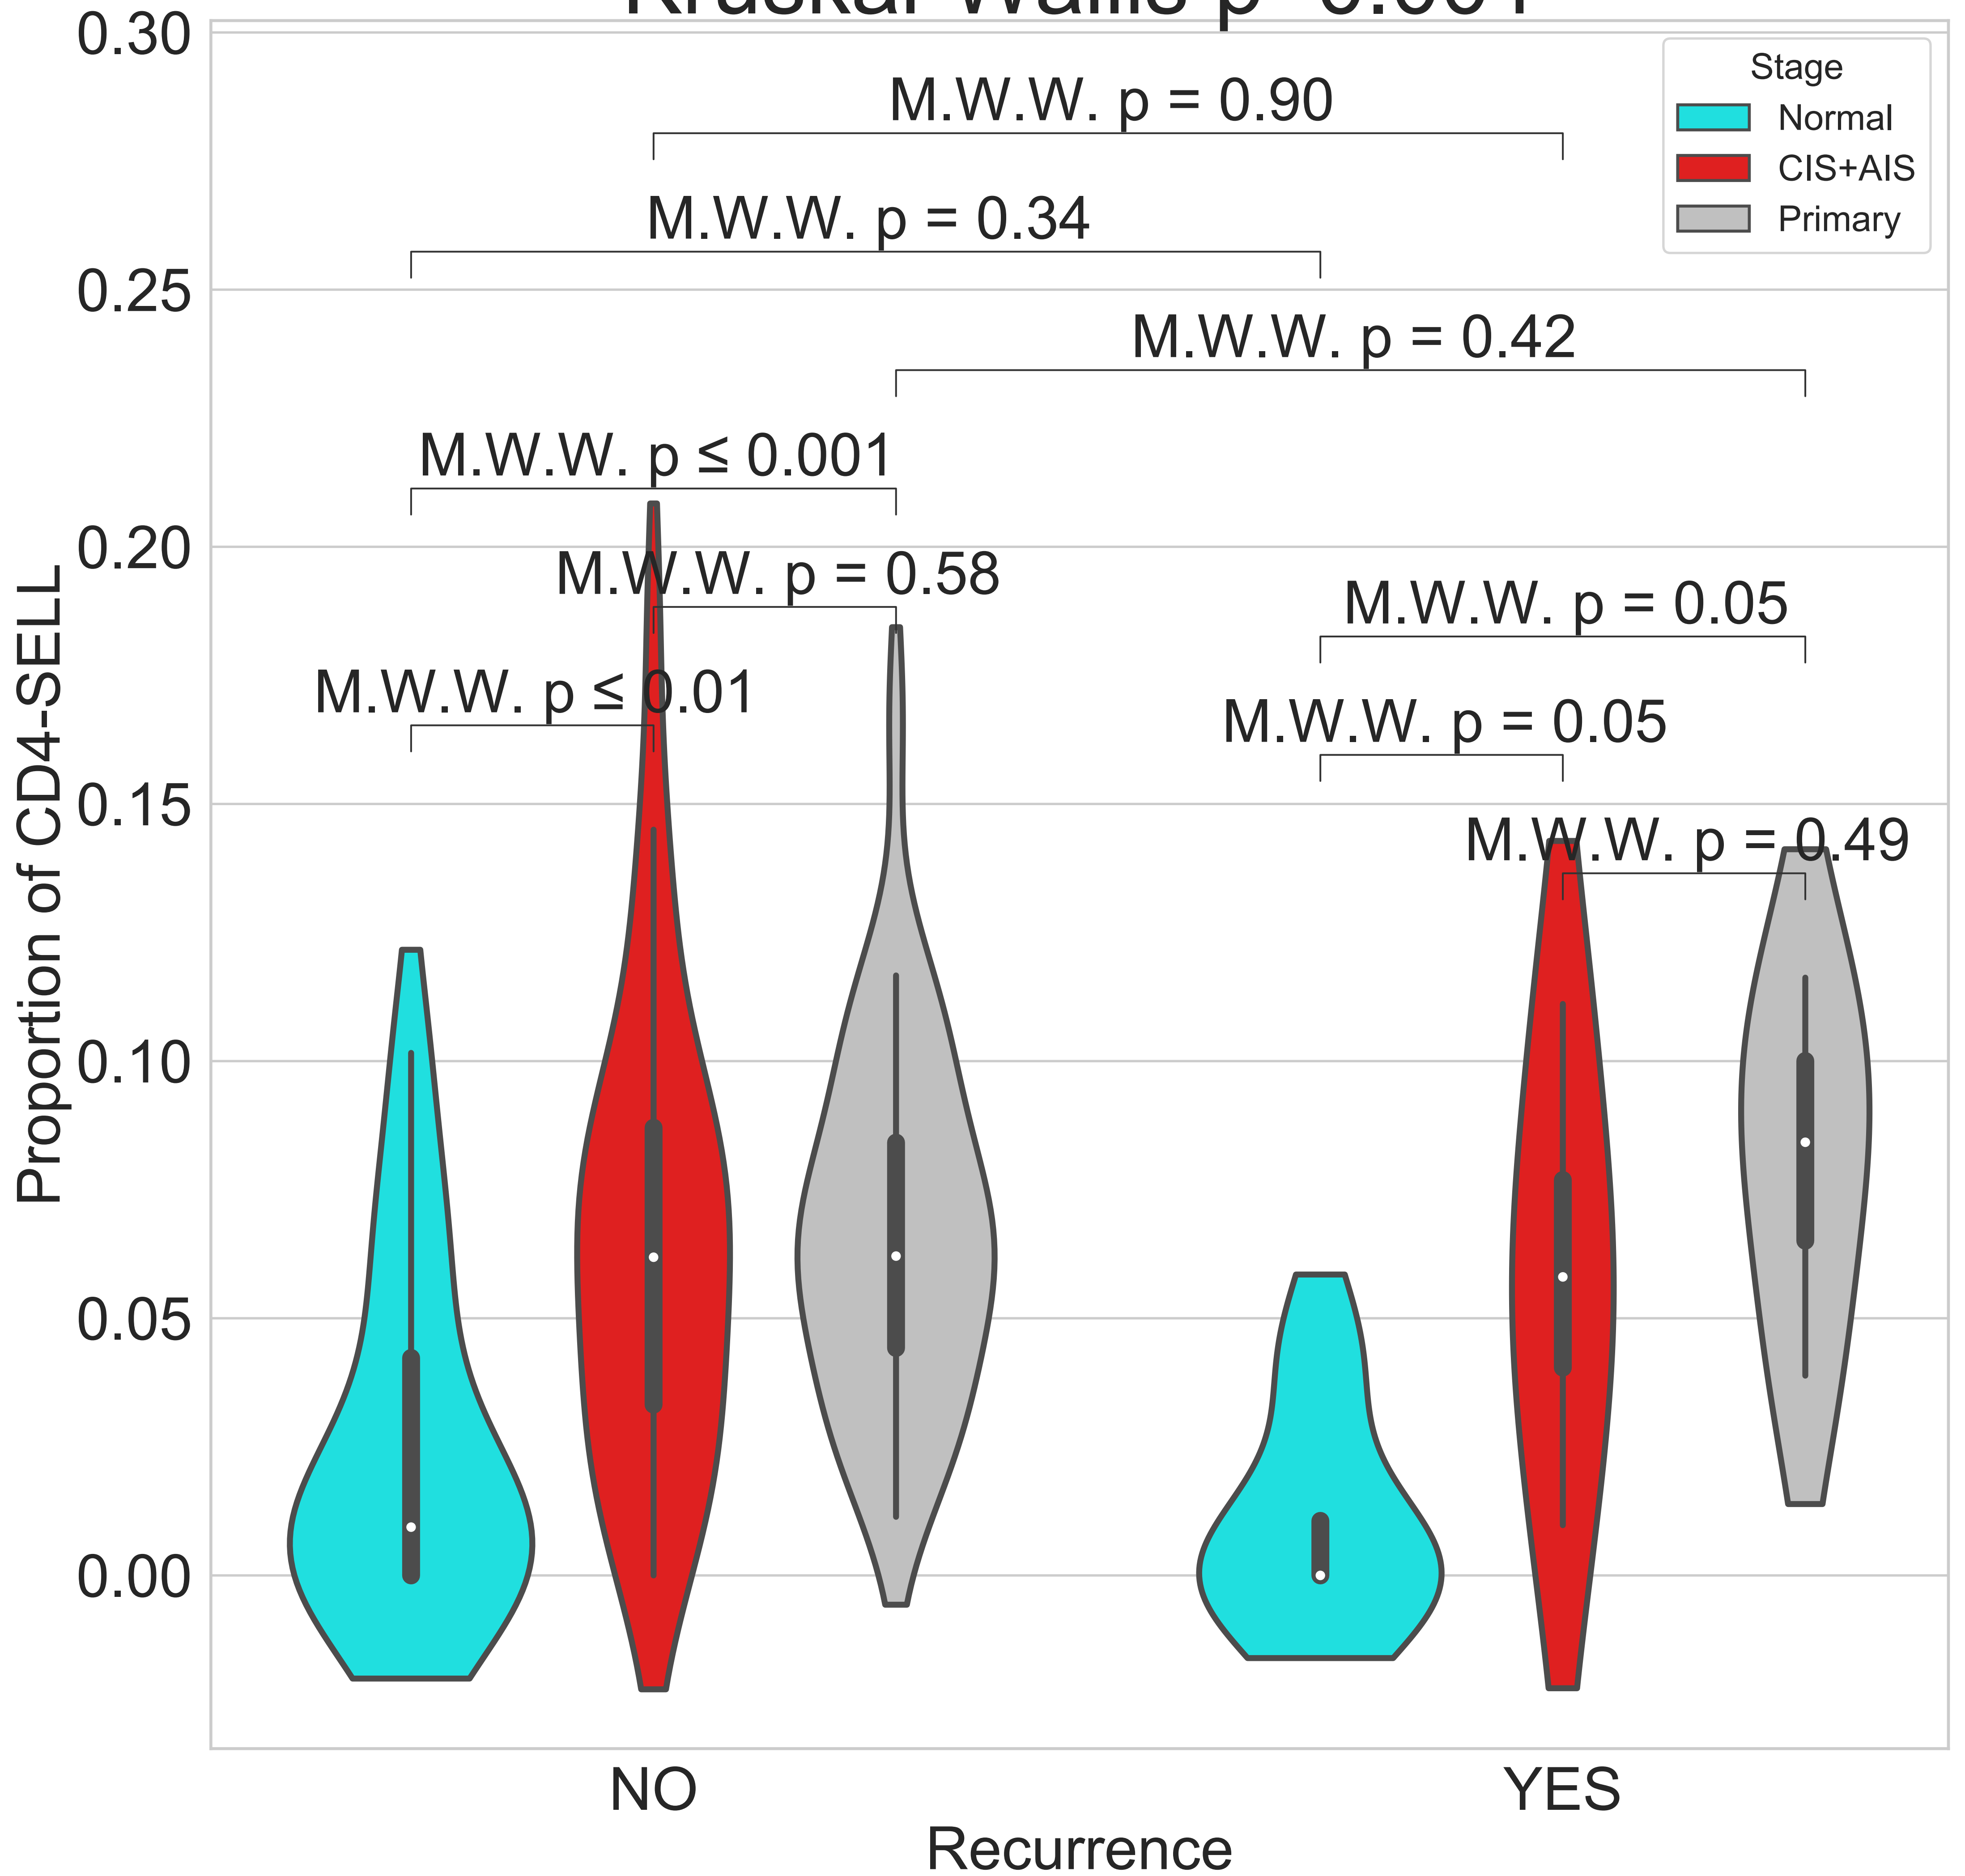 0.30
0.25
0.20
0.15
0.10
0.05
0.00
Proportion of CD4-SELL
Stage
Normal
CIS+AIS
Primary
M.W.W. p = 0.90
M.W.W. p = 0.34
M.W.W. p = 0.42
M.W.W. p ≤ 0.001
M.W.W. p = 0.58
M.W.W. p ≤ 0.01
M.W.W. p = 0.05
M.W.W. p = 0.05
M.W.W. p = 0.49
NO
YES
Recurrence